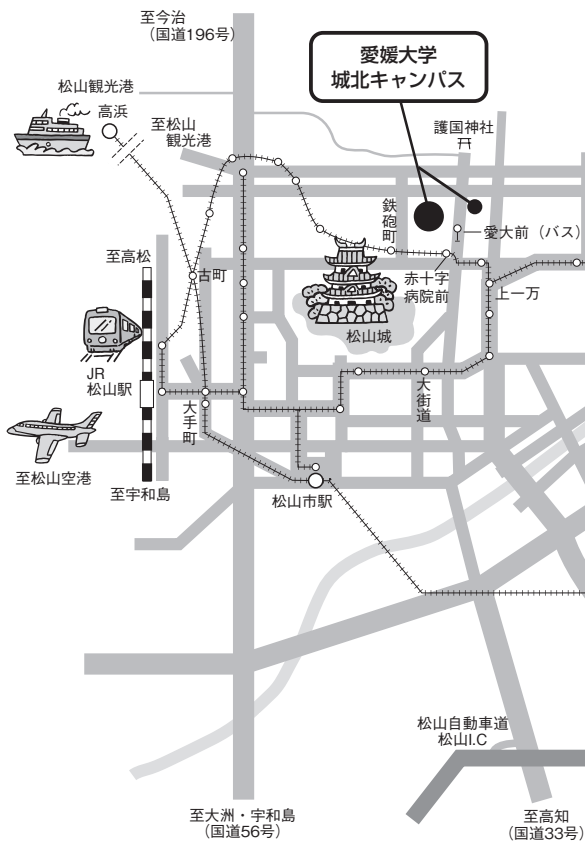 至今治
（国道196号）
愛媛大学
城北キャンパス
松山観光港
高浜
至松山
観光港
護国神社
鉄砲町
愛大前（バス）
至高松
古町
赤十字
病院前
上一万
松山城
JR
松山駅
大手町
大街道
至松山空港
至宇和島
松山市駅
松山自動車道
松山I.C
至大洲・宇和島
（国道56号）
至高知
（国道33号）